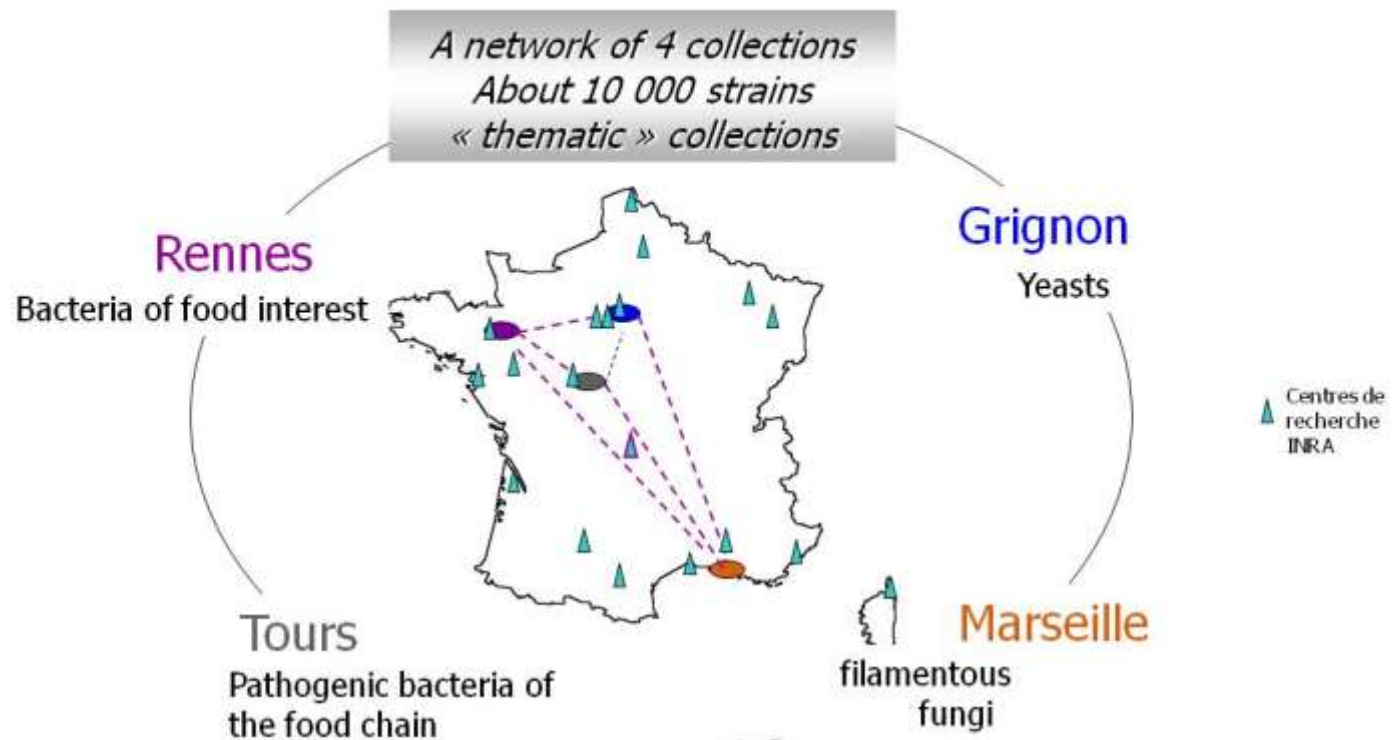 A network of 4 collections
About 10 000 strains
« thematic » collections
Rennes
Bacteria of food interest
Grignon
Yeasts
Centres de
recherche
INRA
Tours
Pathogenic bacteria of
the food chain
Marseille
filamentous
fungi